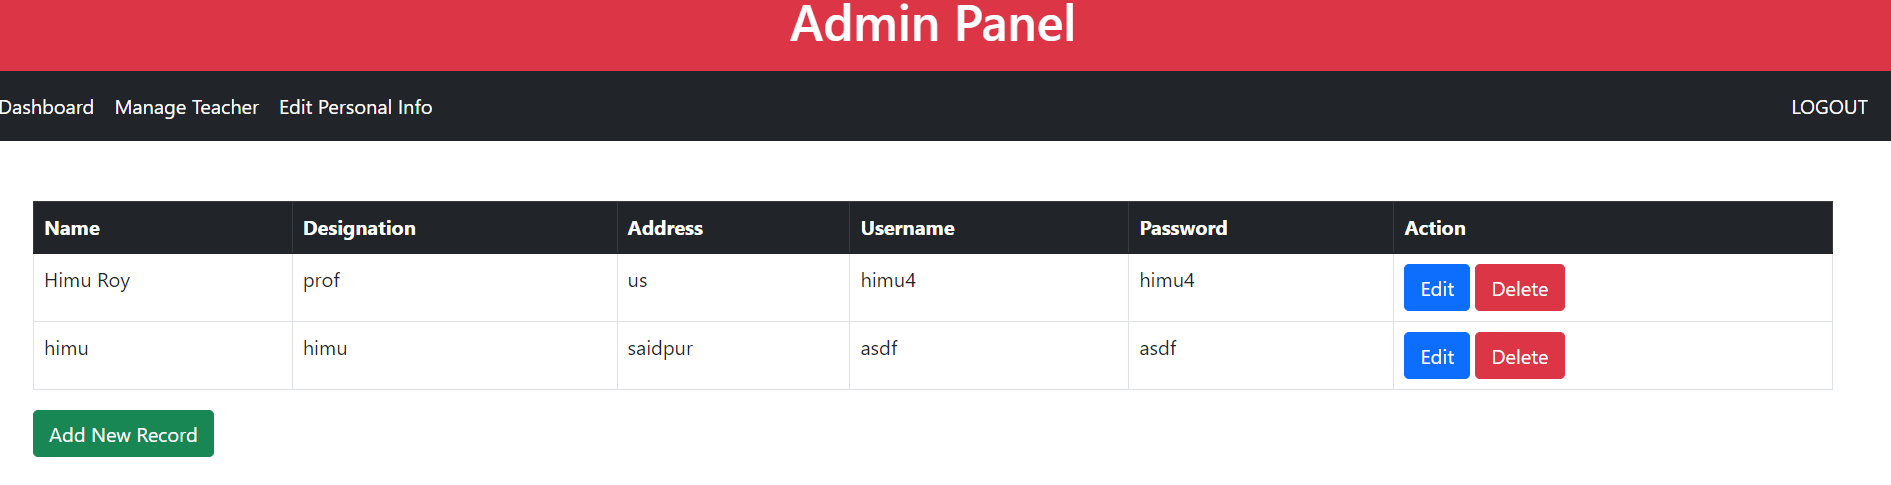 Admin Panel
Dashboard Manage Teacher Edit Personal Info LOGOUT
Name Designation Address Username Password Action
Himu Roy prof us himu4 himu4 Edit Delete
himu himu saidpur asdf asdf Edit Delete
Add New Record